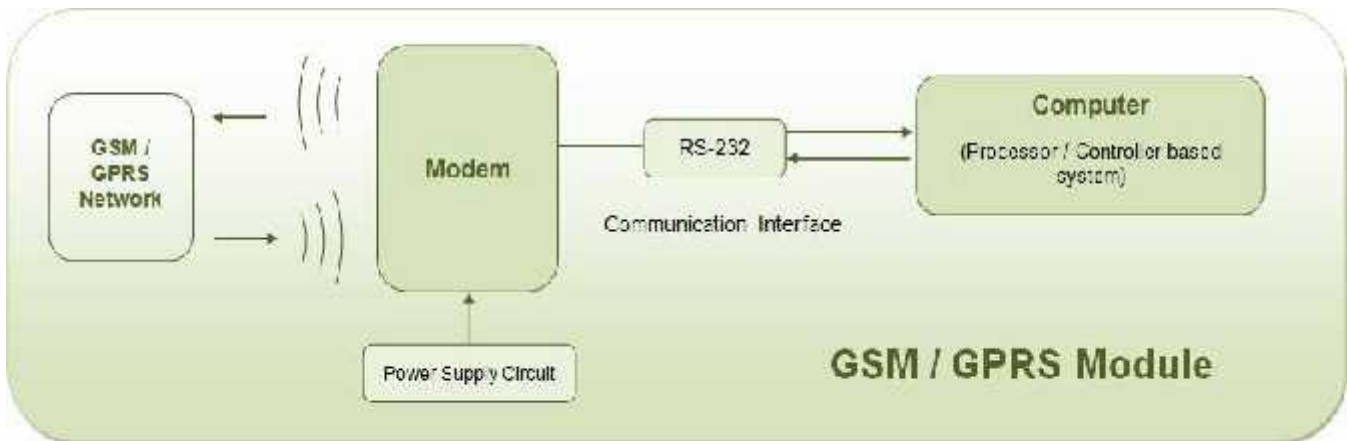 GSM /
GPRS
Network
Modem
RS-232
Communication Interface
Computer
(Processor / Controller based
system)
Power Supply Circuit
GSM / GPRS Module